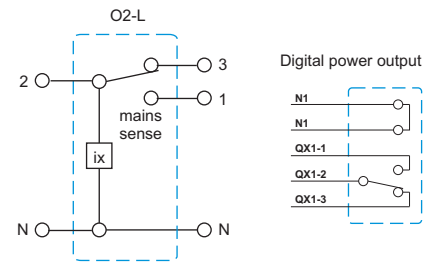 O2-L
2
3
1
mains
sense
ix
N
N
Digital power output
N1
N1
QX1-1
QX1-2
QX1-3